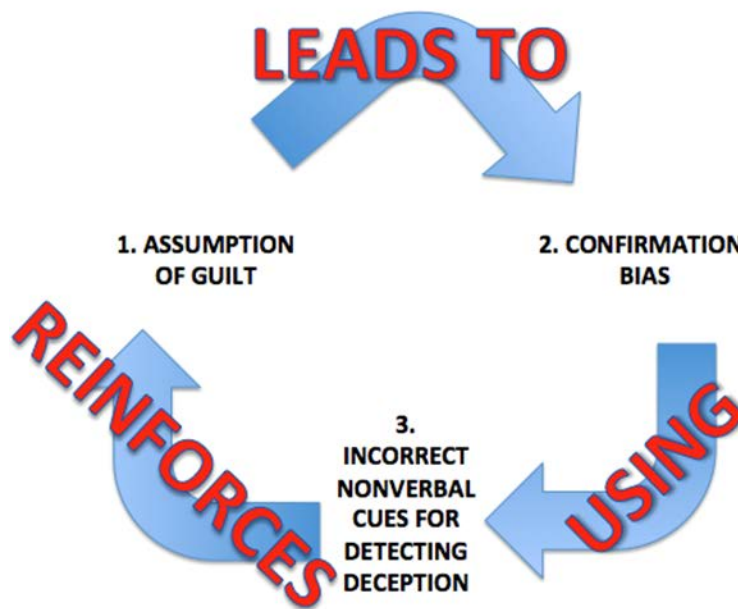 LEADS TO
1. ASSUMPTION
OF GUILT
2. CONFIRMATION
BIAS
USING
3.
INCORRECT
NONVERBAL
CUES FOR
DETECTING
DECEPTION
REINFORCES